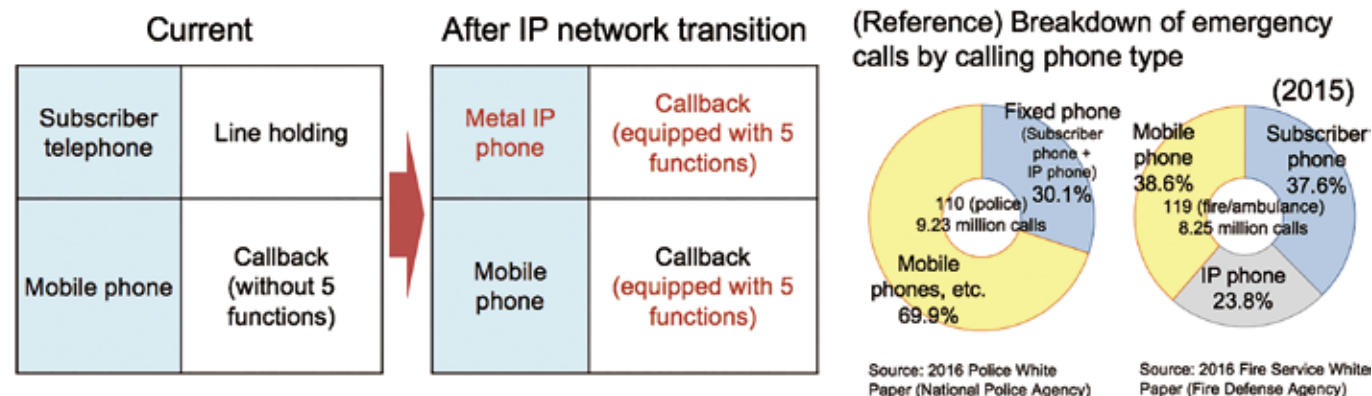 Current
Subscriber
telephone
Line holding
Mobile phone
Callback
(without 5
functions)
After IP network transition
Metal IP
phone
Callback
(equipped with 5
functions)
Mobile
phone
Callback
(equipped with 5
functions)
(Reference) Breakdown of emergency
calls by calling phone type
(2015)
Fixed phone
(Subscriber
phone +
IP phone)
30.1%
110 (police)
9.23 million calls
Mobile
phones, etc.
69.9%
Source: 2016 Police White
Paper (National Police Agency)
Mobile
phone
38.6%
Subscriber
phone
37.6%
119 (fire/ambulance)
8.25 million calls
IP phone
23.8%
Source: 2016 Fire Service Whiter
Paper (Fire Defense Agency)